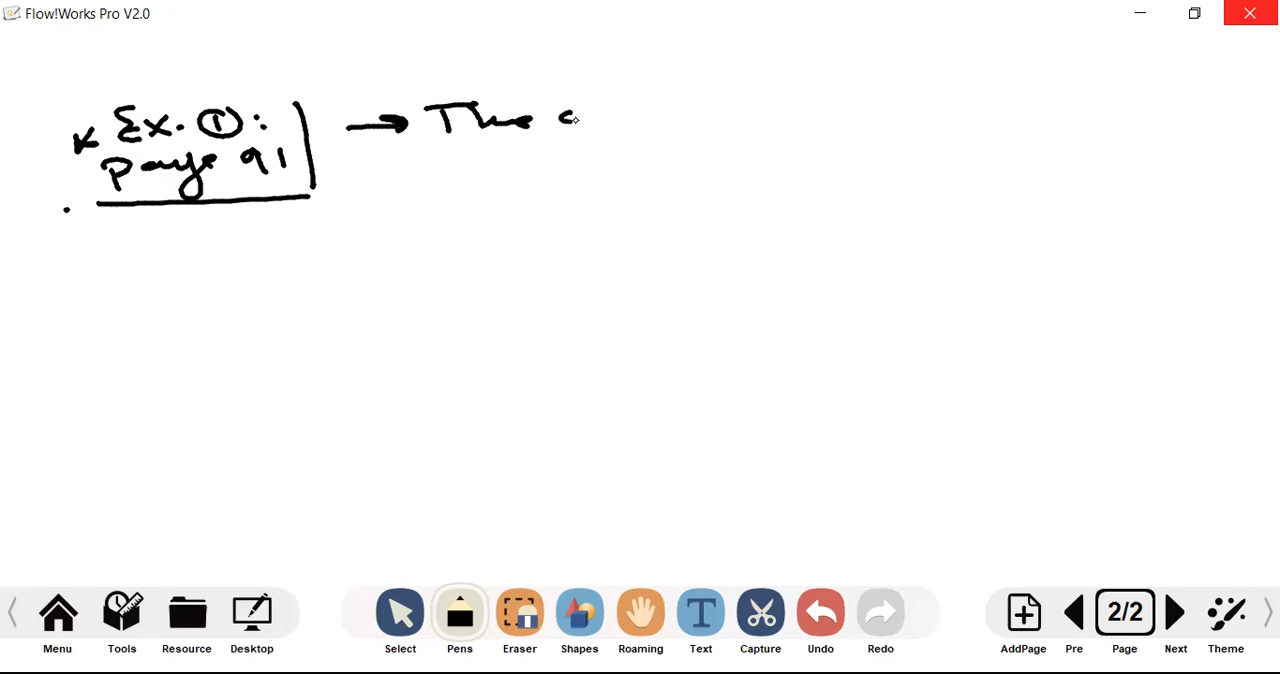 Flow!Works Pro V2.0
* Ex. ①: → The
Page 91
Menu Tools Resource Desktop Select Pens Eraser Shapes Roaming Text Capture Undo Redo AddPage Pre 2/2 Page Next Theme